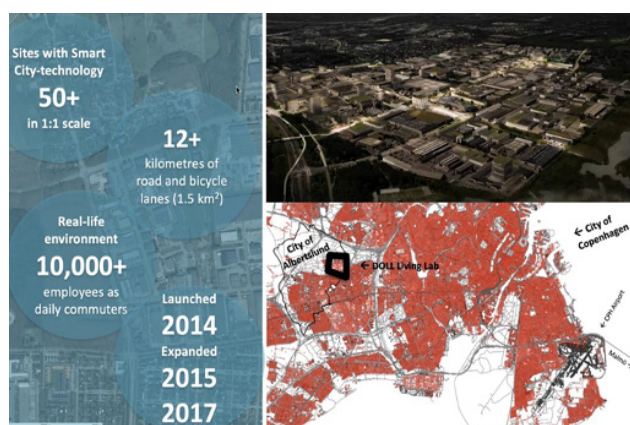 Sites with Smart
City-technology
50+
in 1:1 scale
12+
kilometres of
road and bicycle
lanes (1.5 km²)
Real-life
environment
10,000+
employees as
daily commuters
Launched
2014
Expanded
2015
2017
City of
Albertslund
← DOLL Living Lab
← City of
Copenhagen
← CPH Airport
Malmö